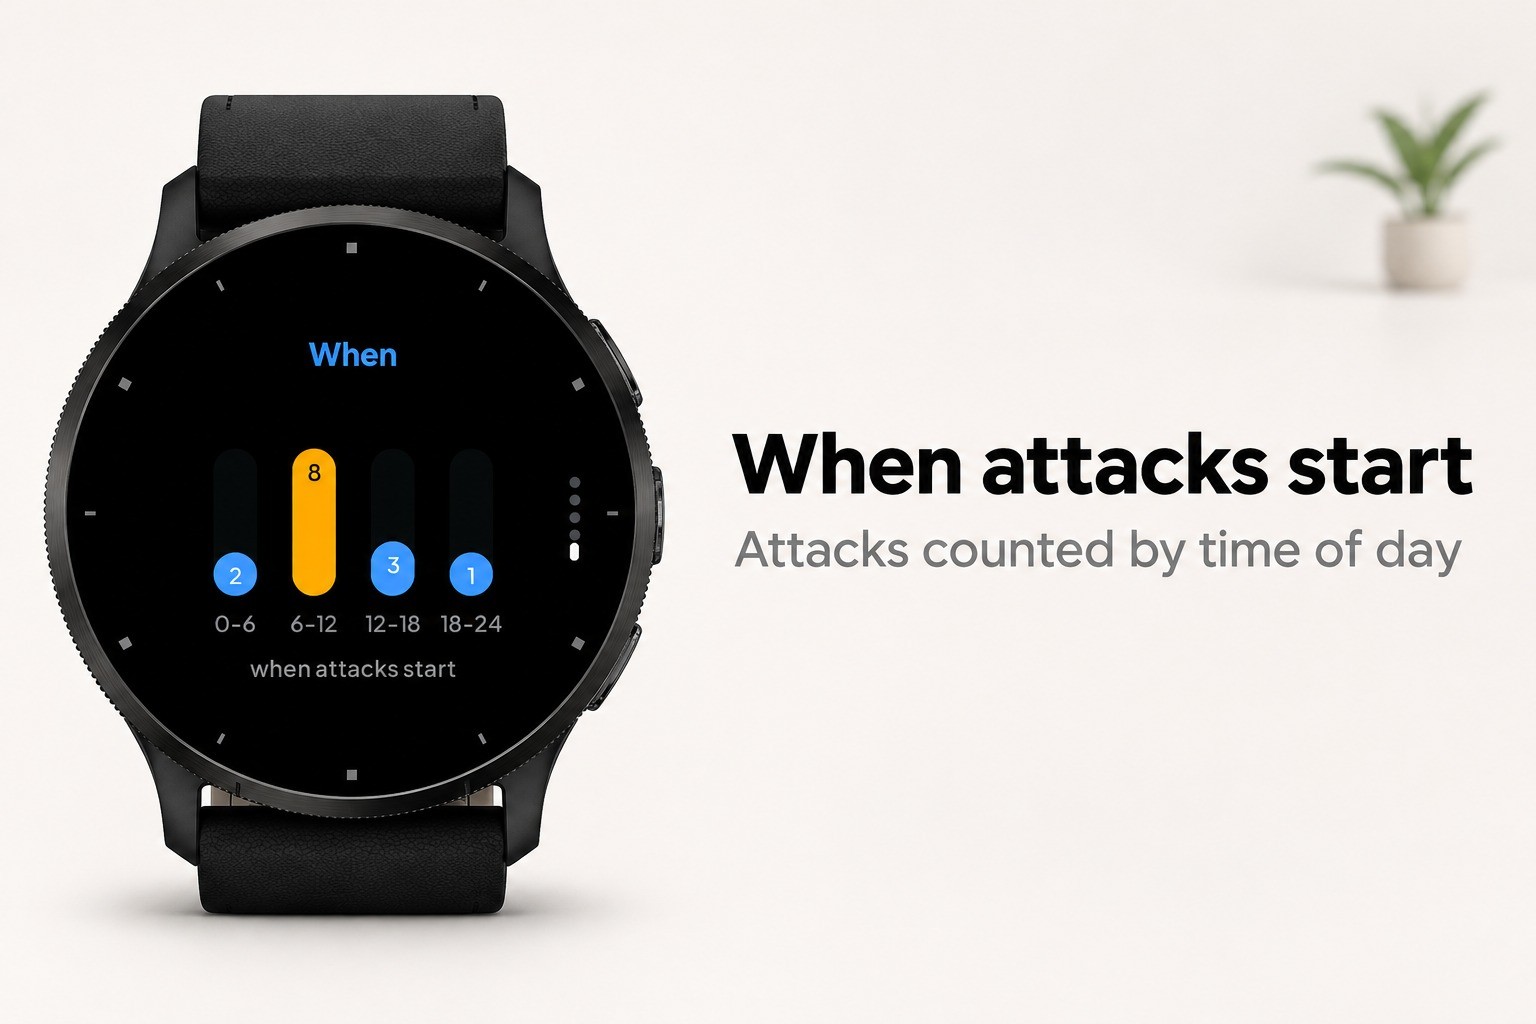 When
8
2
3
1
0-6 6-12 12-18 18-24
when attacks start
When attacks start
Attacks counted by time of day